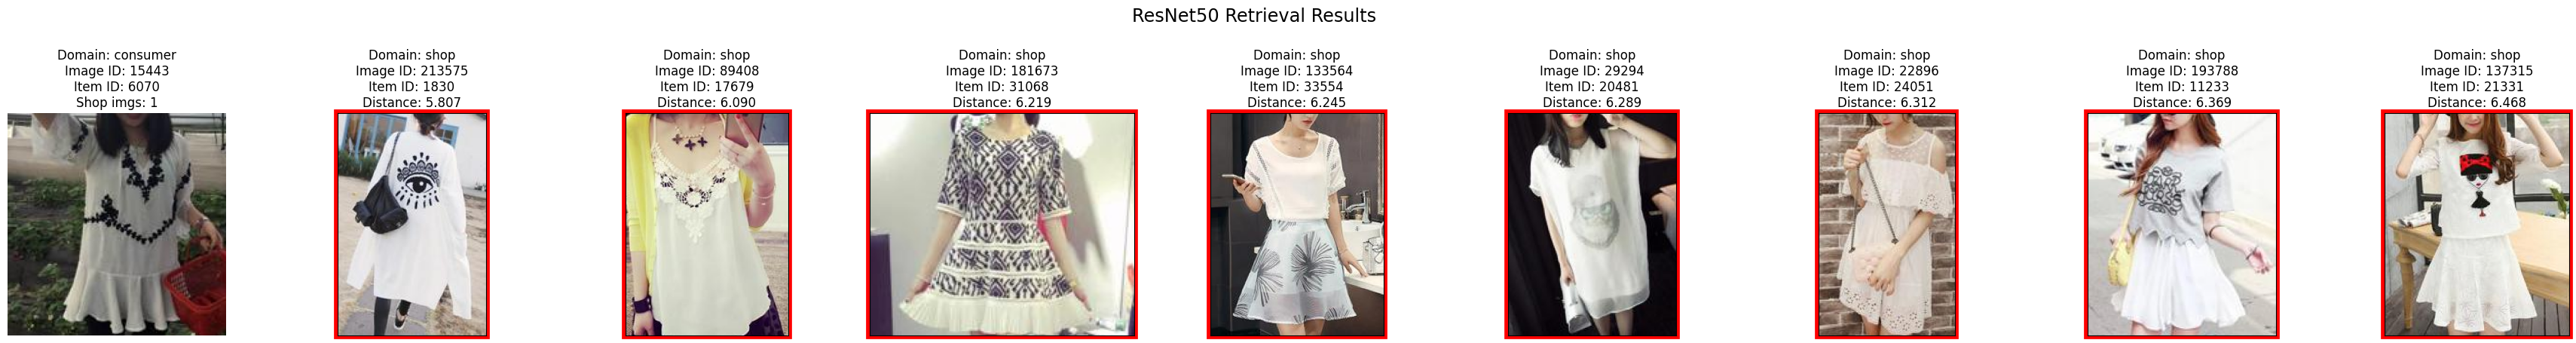 ResNet50 Retrieval Results
Domain: consumer
Image ID: 15443
Item ID: 6070
Shop imgs: 1
Domain: shop
Image ID: 213575
Item ID: 1830
Distance: 5.807
Domain: shop
Image ID: 89408
Item ID: 17679
Distance: 6.090
Domain: shop
Image ID: 181673
Item ID: 31068
Distance: 6.219
Domain: shop
Image ID: 133564
Item ID: 33554
Distance: 6.245
Domain: shop
Image ID: 29294
Item ID: 20481
Distance: 6.289
Domain: shop
Image ID: 22896
Item ID: 24051
Distance: 6.312
Domain: shop
Image ID: 193788
Item ID: 11233
Distance: 6.369
Domain: shop
Image ID: 137315
Item ID: 21331
Distance: 6.468